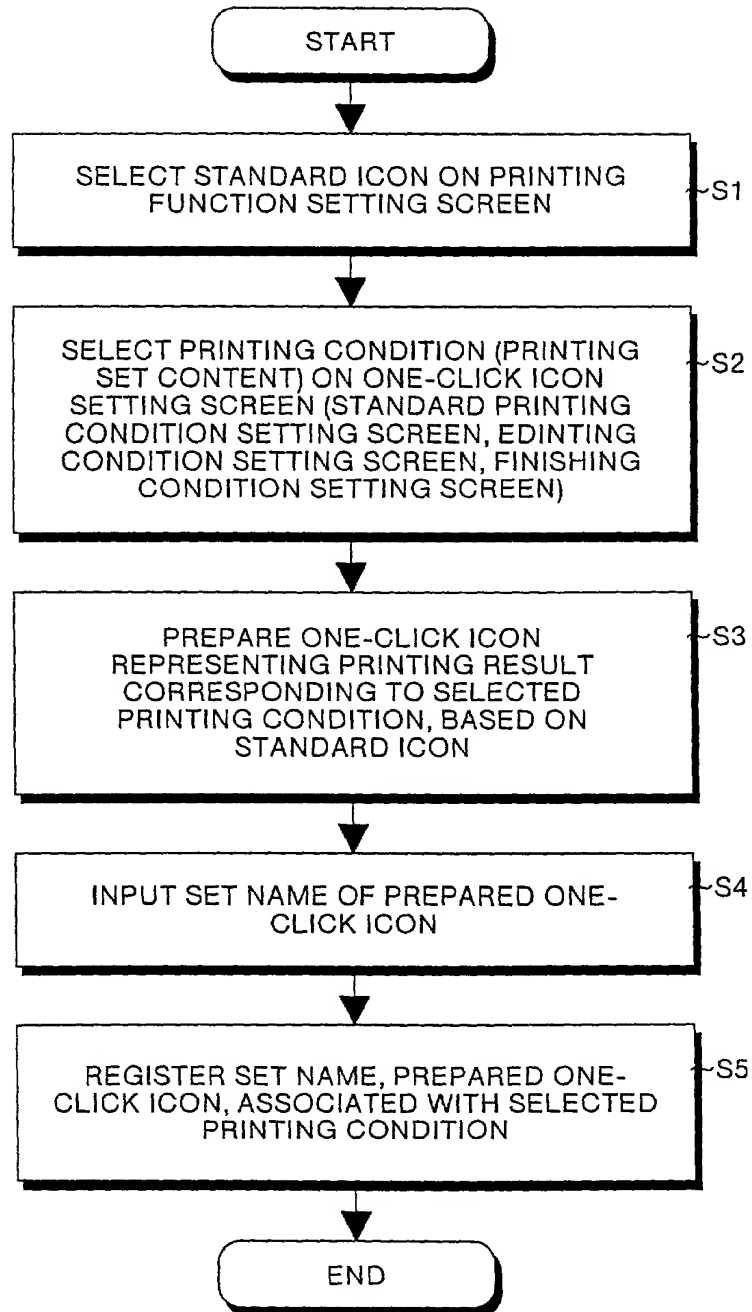 START
SELECT STANDARD ICON ON PRINTING
FUNCTION SETTING SCREEN
~S1
SELECT PRINTING CONDITION (PRINTING
SET CONTENT) ON ONE-CLICK ICON
SETTING SCREEN (STANDARD PRINTING
CONDITION SETTING SCREEN, EDINTING
CONDITION SETTING SCREEN, FINISHING
CONDITION SETTING SCREEN)
~S2
PREPARE ONE-CLICK ICON
REPRESENTING PRINTING RESULT
CORRESPONDING TO SELECTED
PRINTING CONDITION, BASED ON
STANDARD ICON
~S3
INPUT SET NAME OF PREPARED ONE-
CLICK ICON
~S4
REGISTER SET NAME, PREPARED ONE-
CLICK ICON, ASSOCIATED WITH SELECTED
PRINTING CONDITION
~S5
END